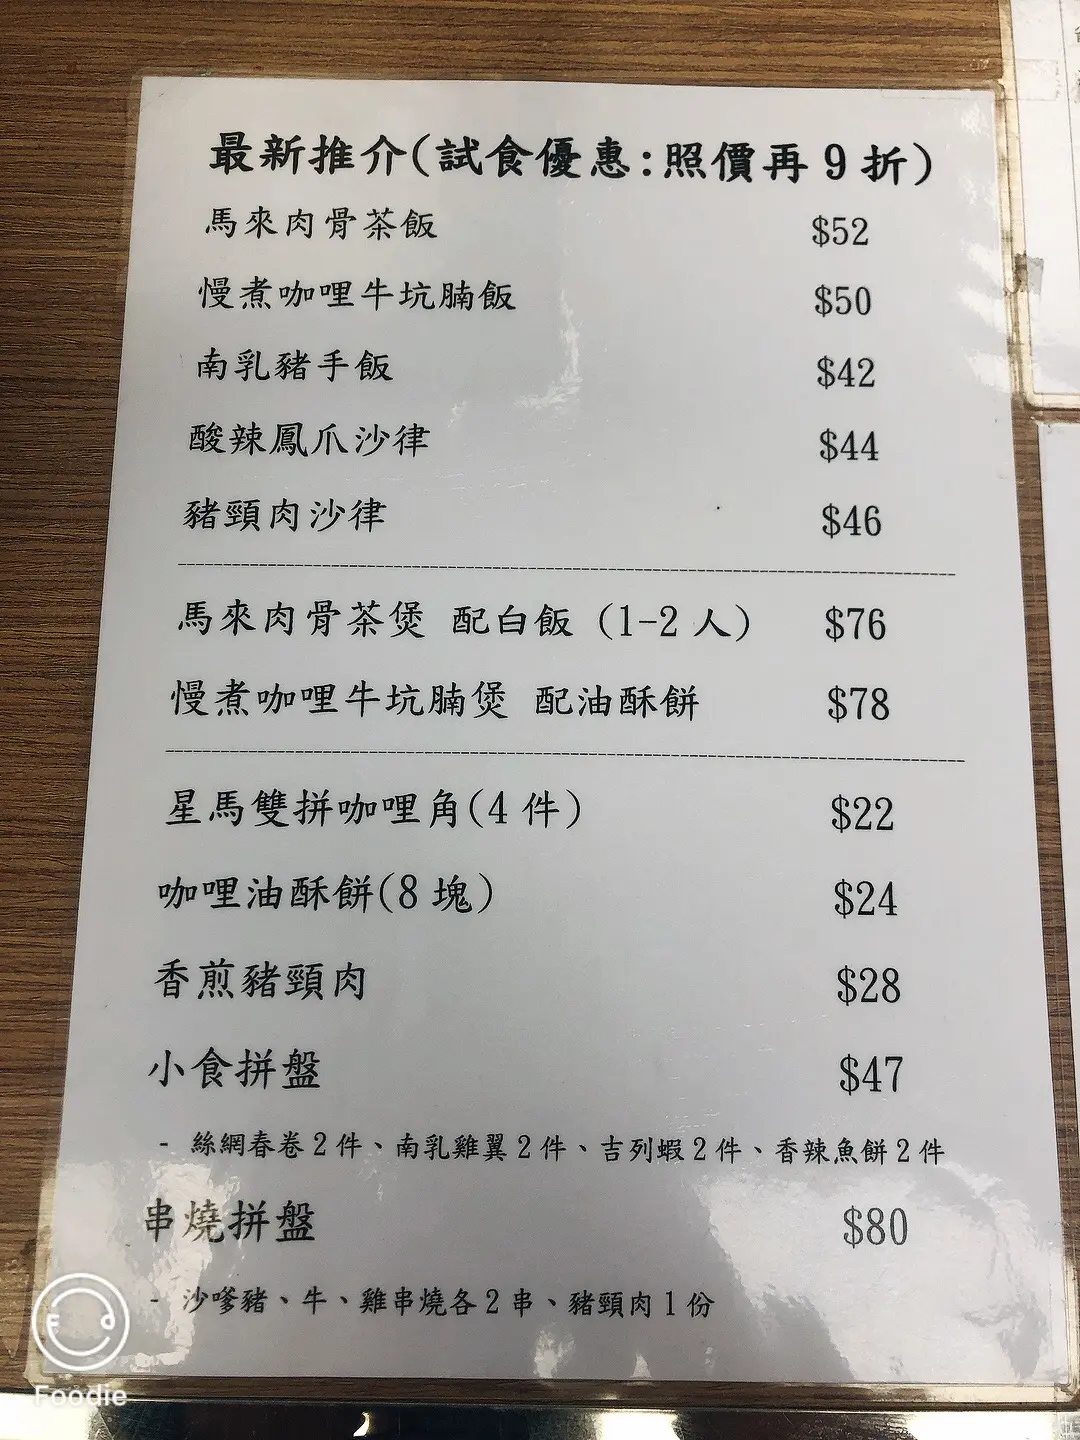 最新推介(試食優惠:照價再9折)
馬來肉骨茶飯 $52
慢煮咖哩牛坑腩飯 $50
南乳豬手飯 $42
酸辣鳳爪沙律 $44
豬頸肉沙律 $46
馬來肉骨茶煲 配白飯 (1-2人) $76
慢煮咖哩牛坑腩煲 配油酥餅 $78
星馬雙拼咖哩角(4件) $22
咖哩油酥餅(8塊) $24
香煎豬頸肉 $28
小食拼盤 $47
- 絲網春卷2件、南乳雞翼2件、吉列蝦2件、香辣魚餅2件
串燒拼盤 $80
- 沙嗲豬、牛、雞串燒各2串、豬頸肉1份
Foodie